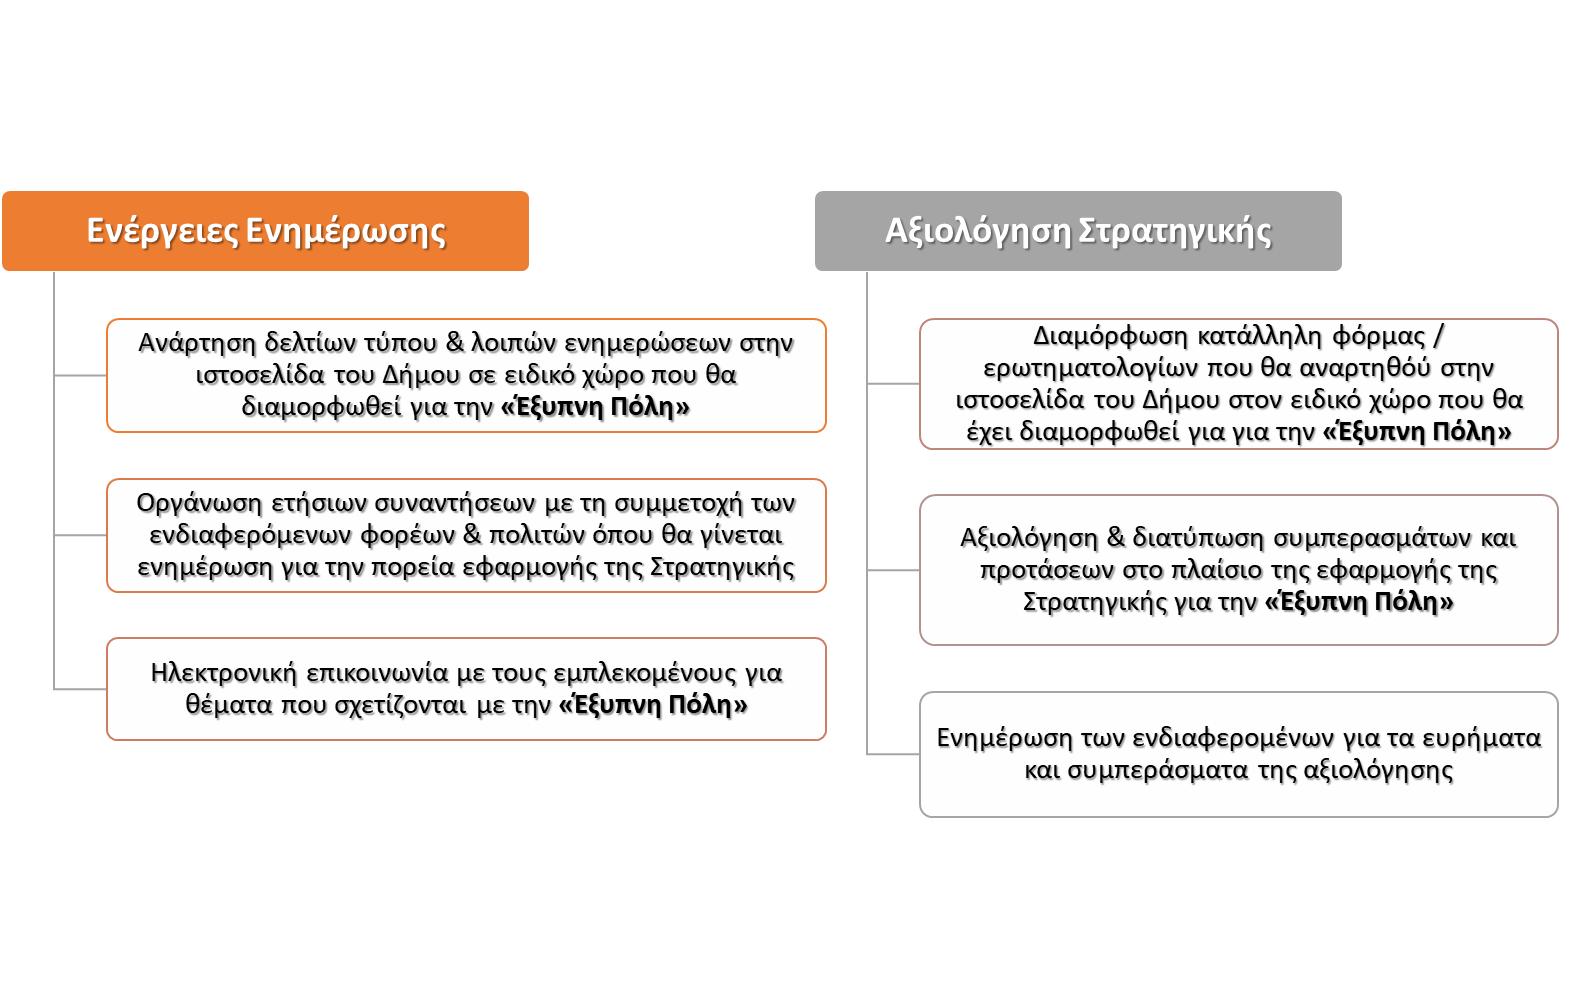 Ενέργειες Ενημέρωσης
Ανάρτηση δελτίων τύπου & λοιπών ενημερώσεων στην
ιστοσελίδα του Δήμου σε ειδικό χώρο που θα
διαμορφωθεί για την «Έξυπνη Πόλη»
Οργάνωση ετήσιων συναντήσεων με τη συμμετοχή των
ενδιαφερόμενων φορέων & πολιτών όπου θα γίνεται
ενημέρωση για την πορεία εφαρμογής της Στρατηγικής
Ηλεκτρονική επικοινωνία με τους εμπλεκομένους για
θέματα που σχετίζονται με την «Έξυπνη Πόλη»
Αξιολόγηση Στρατηγικής
Διαμόρφωση κατάλληλη φόρμας /
ερωτηματολογίων που θα αναρτηθόύ στην
ιστοσελίδα του Δήμου στον ειδικό χώρο που θα
έχει διαμορφωθεί για για την «Έξυπνη Πόλη»
Αξιολόγηση & διατύπωση συμπερασμάτων και
προτάσεων στο πλαίσιο της εφαρμογής της
Στρατηγικής για την «Έξυπνη Πόλη»
Ενημέρωση των ενδιαφερομένων για τα ευρήματα
και συμπεράσματα της αξιολόγησης